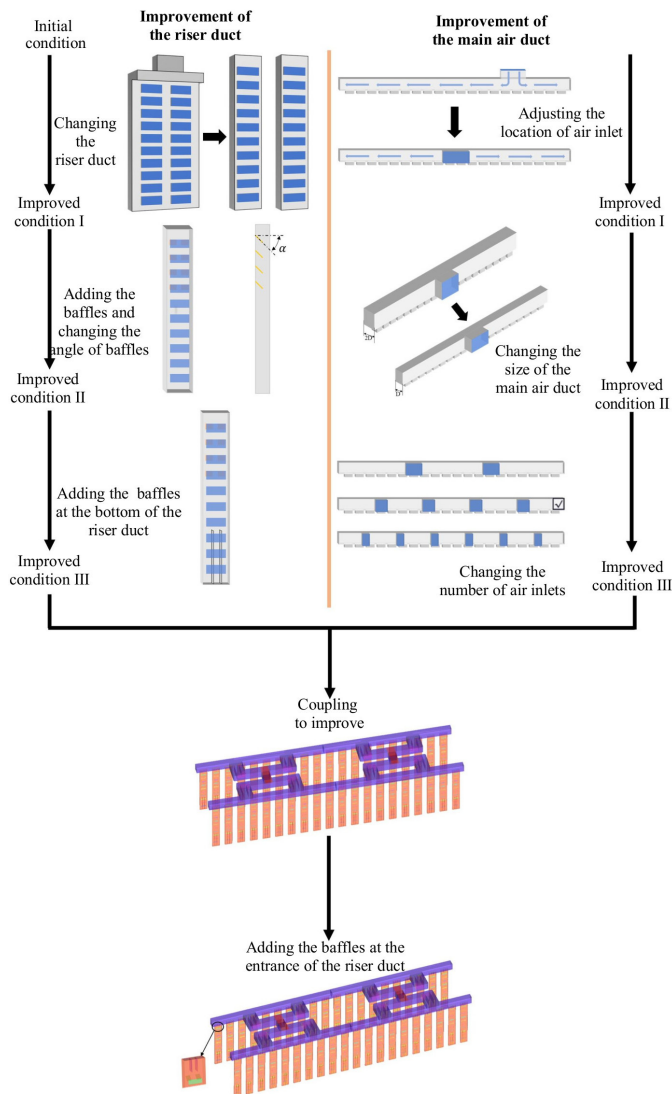 Initial
condition
Improvement of
the riser duct
Changing
the
riser duct
Improved
condition I
α
Adding the
baffles and
changing the
angle of baffles
Improved
condition II
Adding the baffles
at the bottom of the
riser duct
Improved
condition III
Improvement of
the main air duct
Adjusting the
location of air inlet
Improved
condition I
2D
D
Changing the
size of the
main air duct
Improved
condition II
Changing the
number of air inlets
Improved
condition III
Coupling
to improve
Adding the baffles at the
entrance of the riser duct